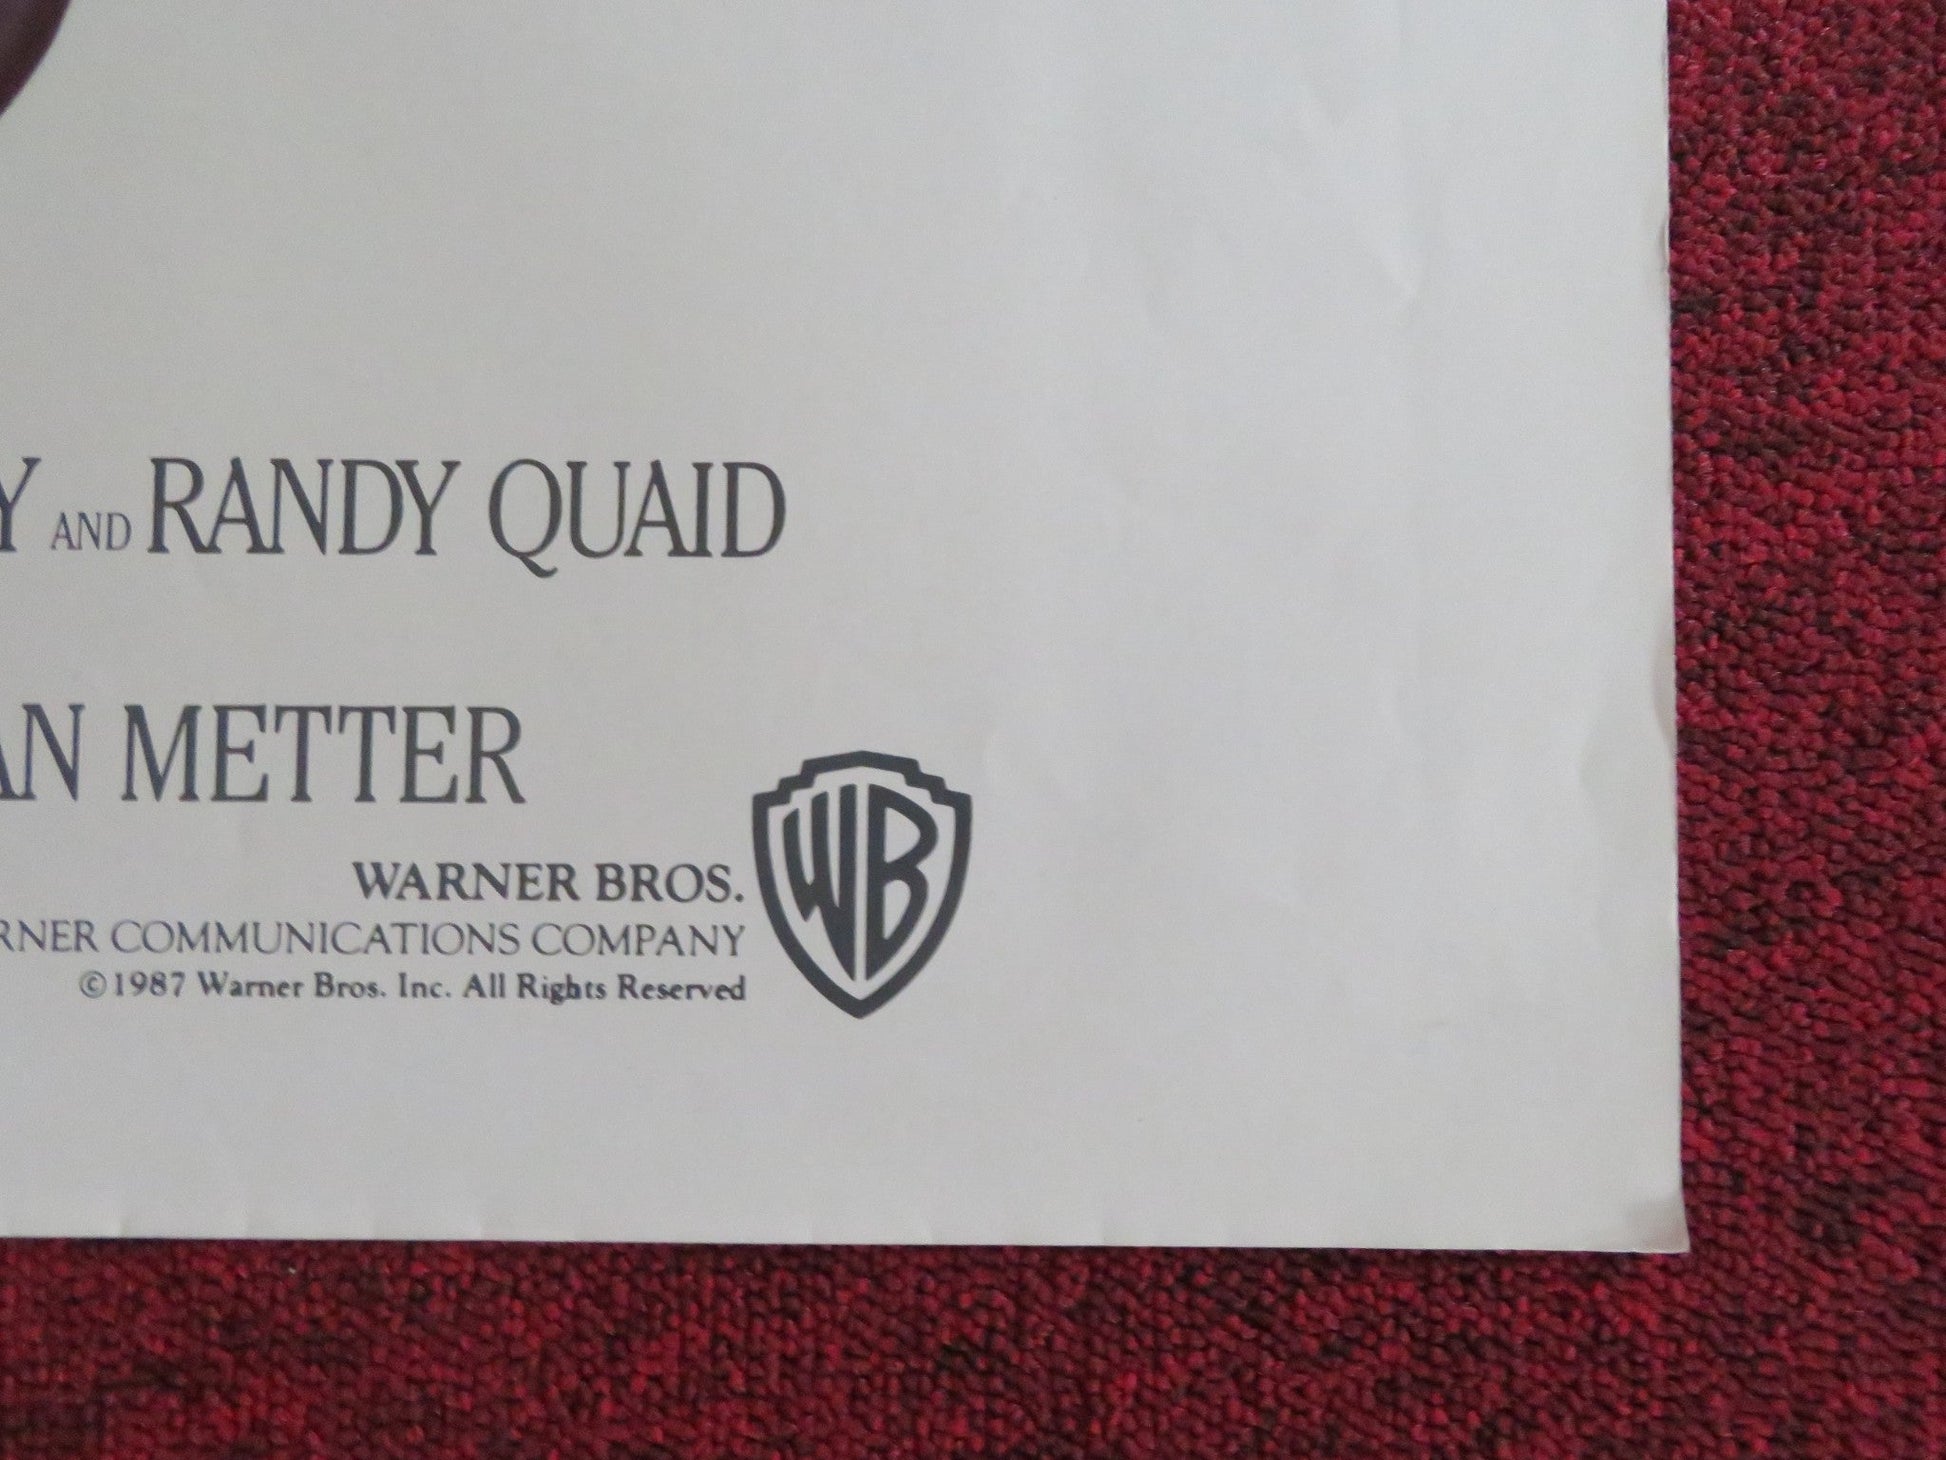 Y AND RANDY QUAID
AN METTER
WARNER BROS.
RNER COMMUNICATIONS COMPANY
©1987 Warner Bros. Inc. All Rights Reserved
WB